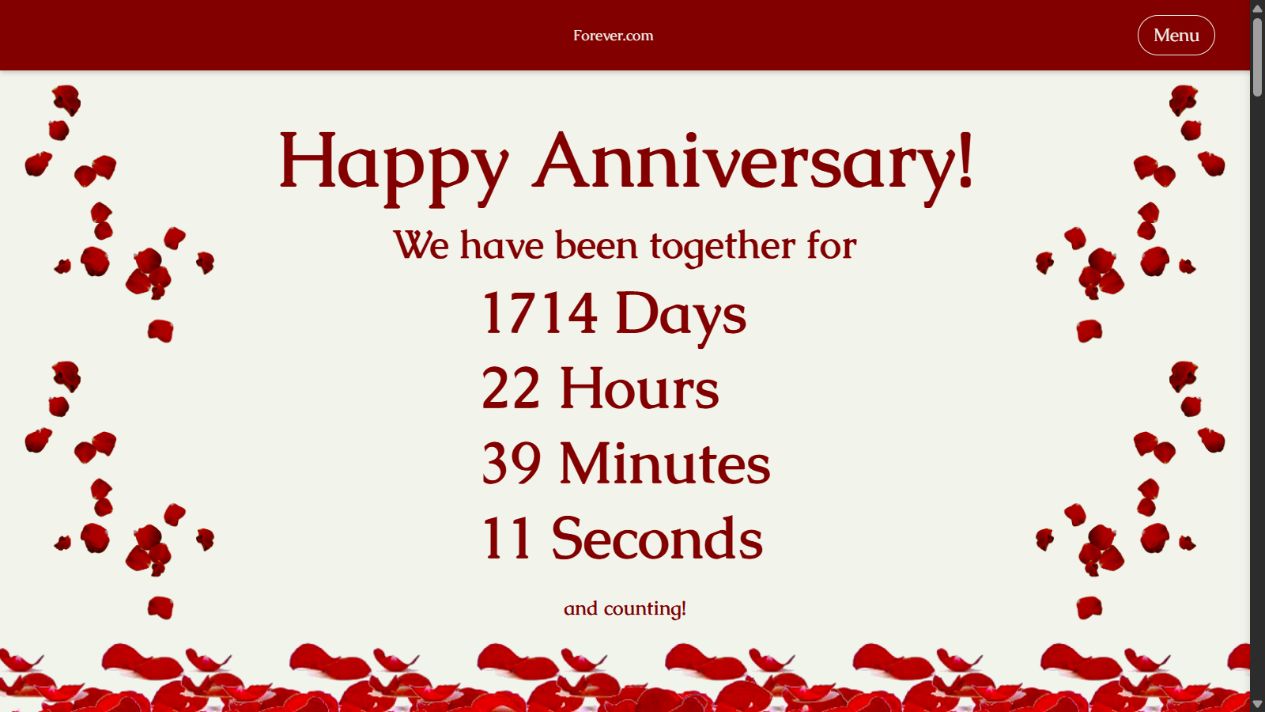 Forever.com
Menu
Happy Anniversary!
We have been together for
1714 Days
22 Hours
39 Minutes
11 Seconds
and counting!